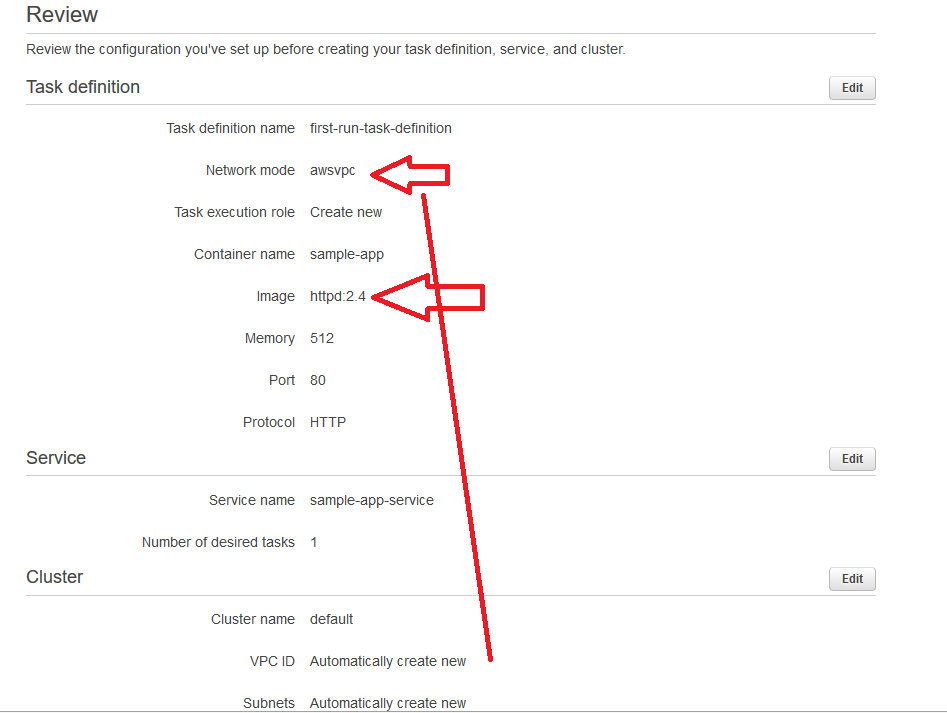 Review
Review the configuration you've set up before creating your task definition, service, and cluster.
Task definition Edit
Task definition name first-run-task-definition
Network mode awsvpc
Task execution role Create new
Container name sample-app
Image httpd:2.4
Memory 512
Port 80
Protocol HTTP
Service Edit
Service name sample-app-service
Number of desired tasks 1
Cluster Edit
Cluster name default
VPC ID Automatically create new
Subnets Automatically create new